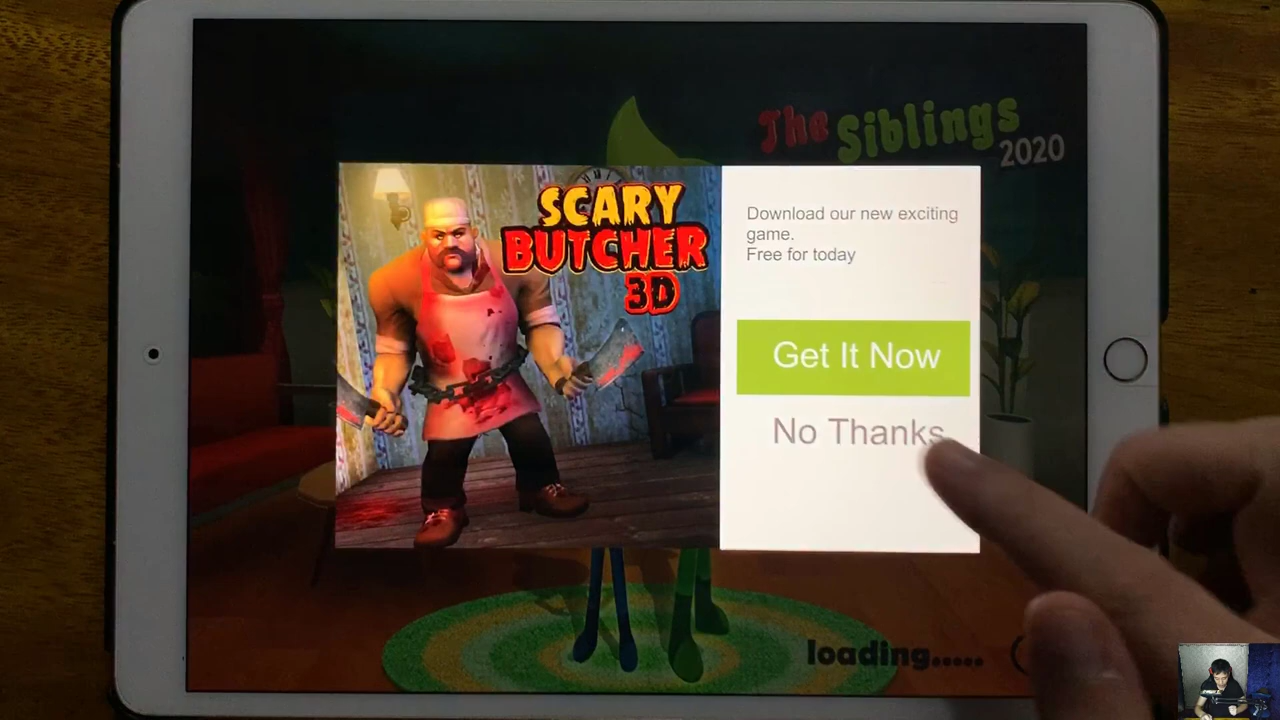 The Siblings
2020
SCARY
BUTCHER
3D
Download our new exciting
game.
Free for today
Get It Now
No Thanks
loading.....